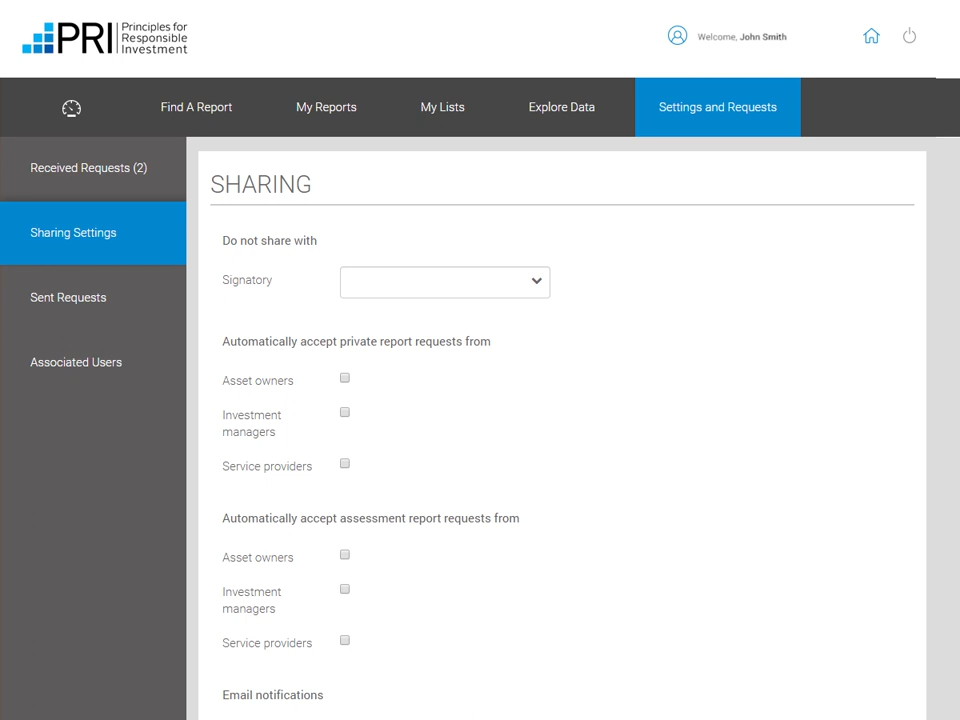 PRI
Principles for
Responsible
Investment
Welcome, John Smith
Find A Report
My Reports
My Lists
Explore Data
Settings and Requests
Received Requests (2)
Sharing Settings
Sent Requests
Associated Users
SHARING
Do not share with
Signatory
Automatically accept private report requests from
Asset owners
Investment
managers
Service providers
Automatically accept assessment report requests from
Asset owners
Investment
managers
Service providers
Email notifications